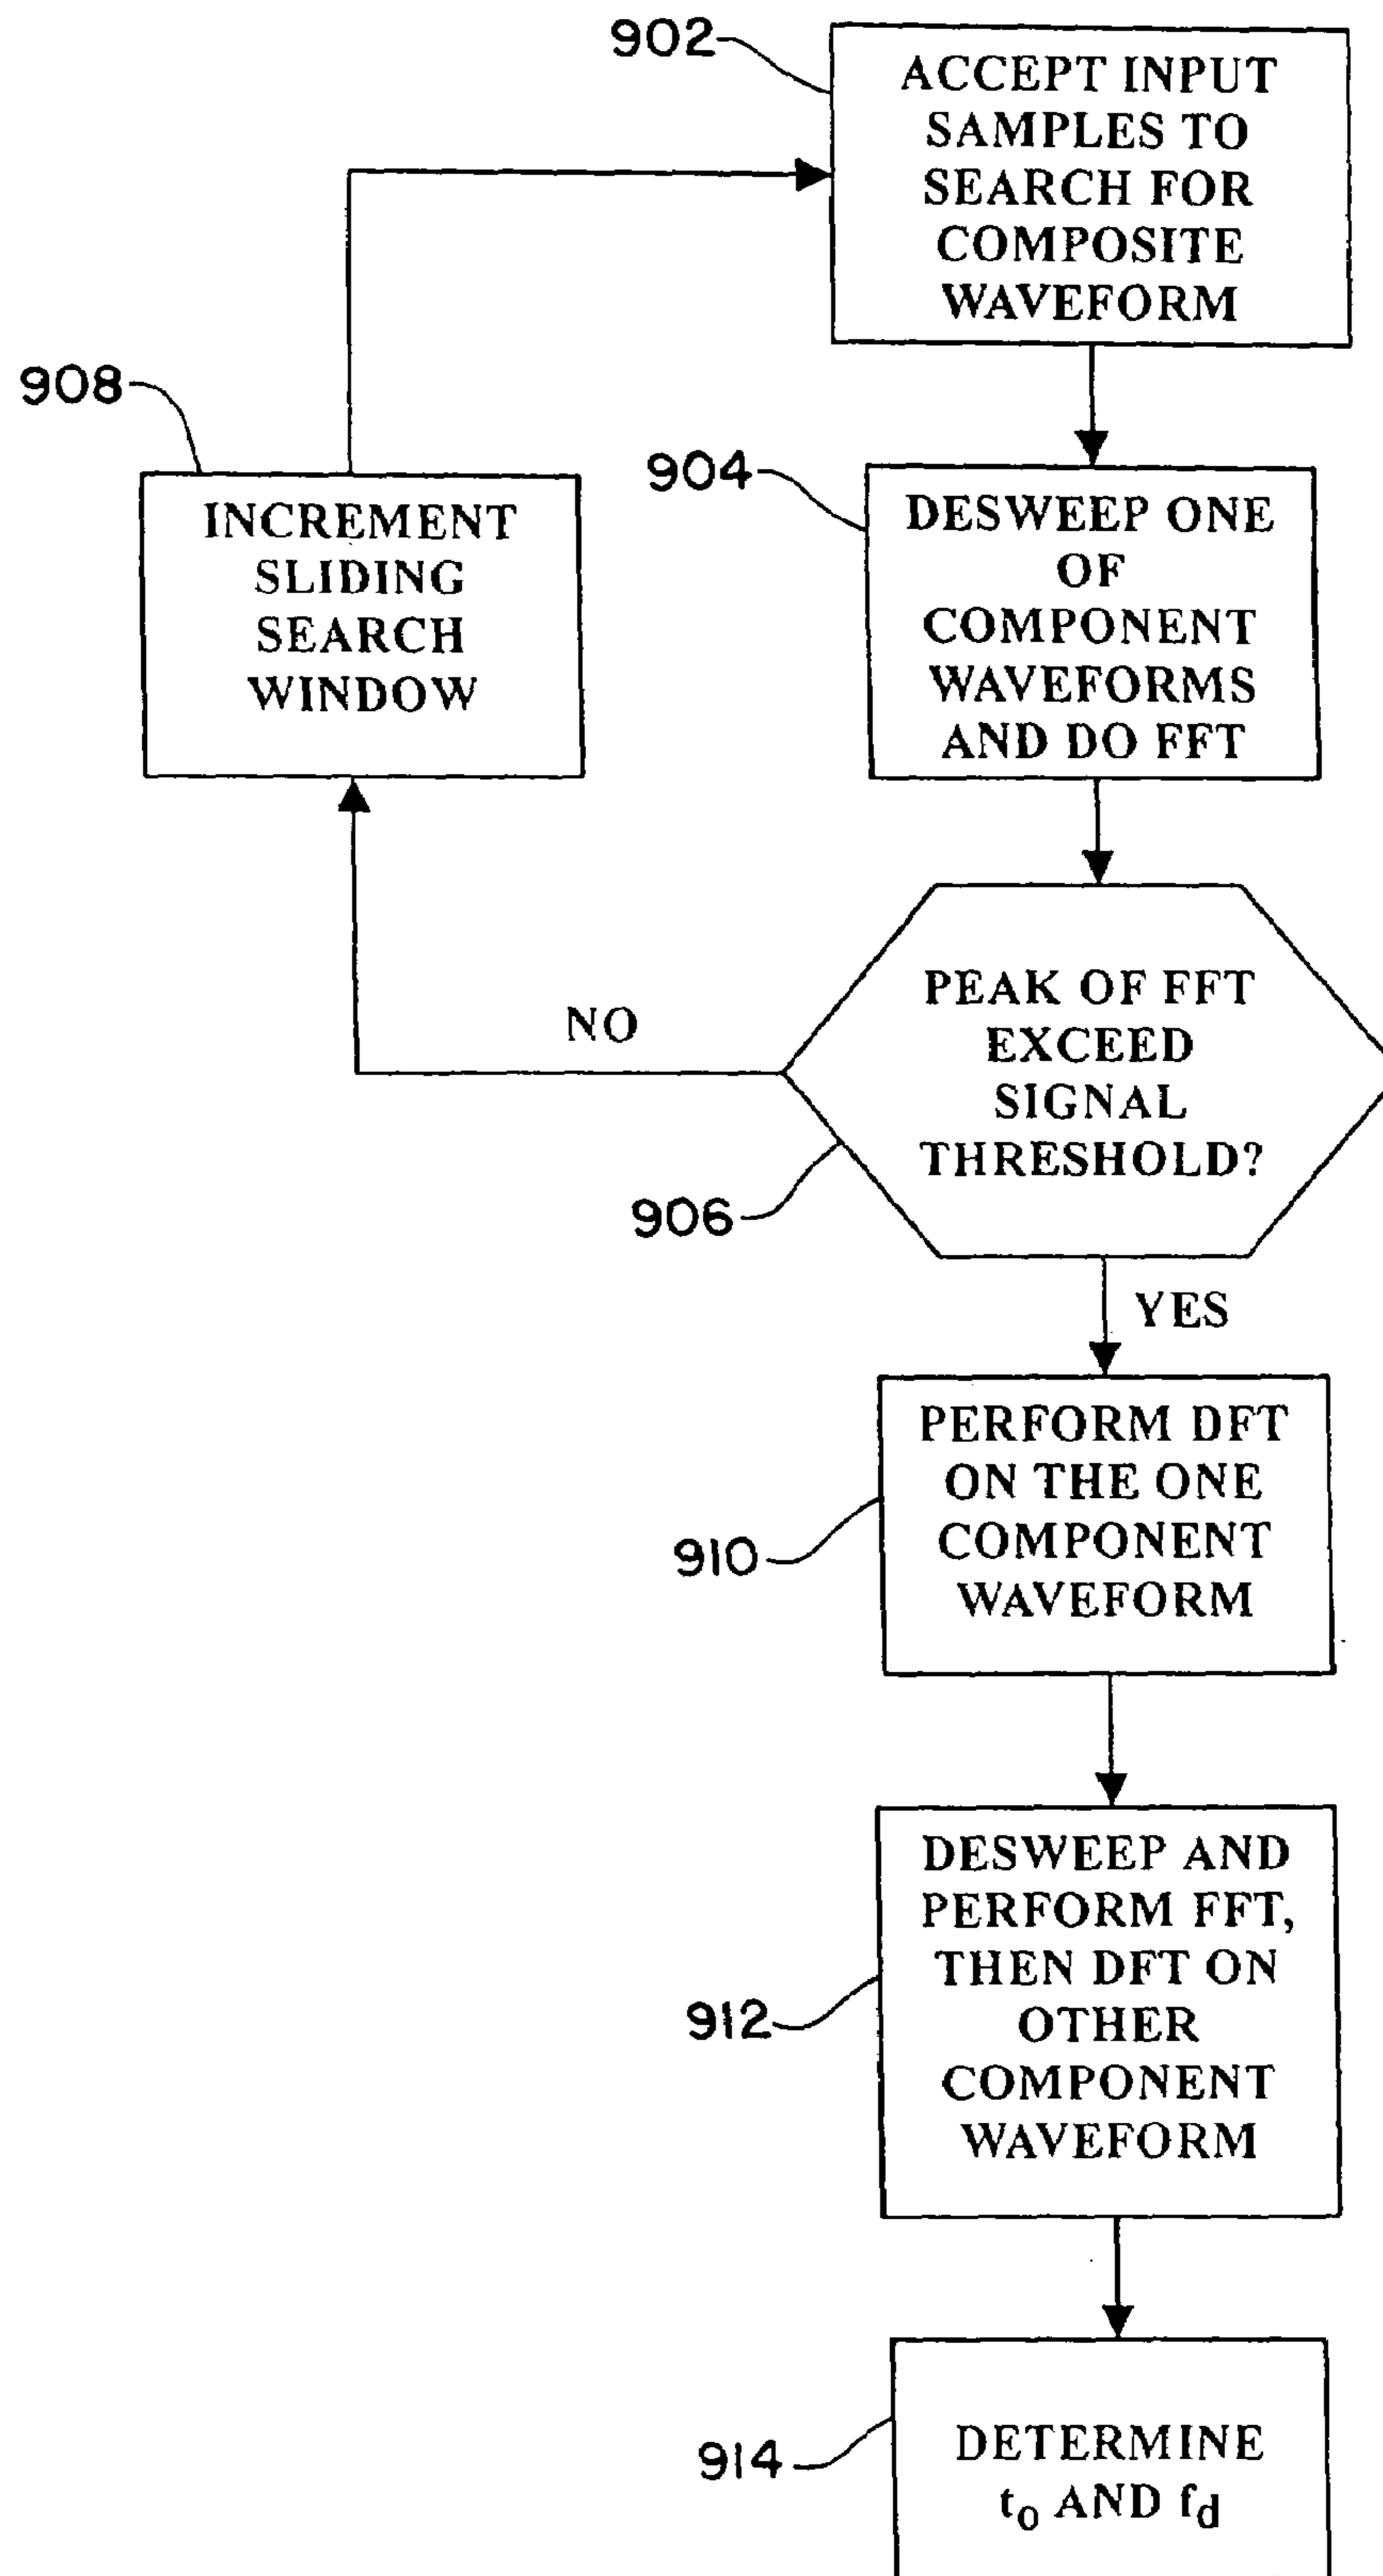 902
ACCEPT INPUT
SAMPLES TO
SEARCH FOR
COMPOSITE
WAVEFORM
908
INCREMENT
SLIDING
SEARCH
WINDOW
904
DESWEEP ONE
OF
COMPONENT
WAVEFORMS
AND DO FFT
NO
PEAK OF FFT
EXCEED
SIGNAL
THRESHOLD?
906
YES
PERFORM DFT
ON THE ONE
COMPONENT
WAVEFORM
910
DESWEEP AND
PERFORM FFT,
THEN DFT ON
OTHER
COMPONENT
WAVEFORM
912
DETERMINE
t₀ AND f_d
914